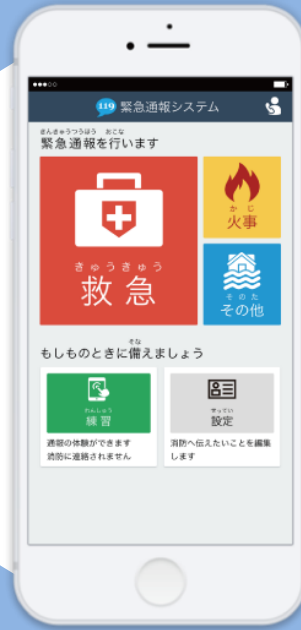 119 緊急通報システム
きんきゅうつうほう おこな
緊急通報を行います
きゅうきゅう
救急
かじ
火事
そのた
その他
そな
もしものときに備えましょう
れんしゅう
練習
通報の体験ができます
消防に連絡されません
せってい
設定
消防へ伝えたいことを編集
します